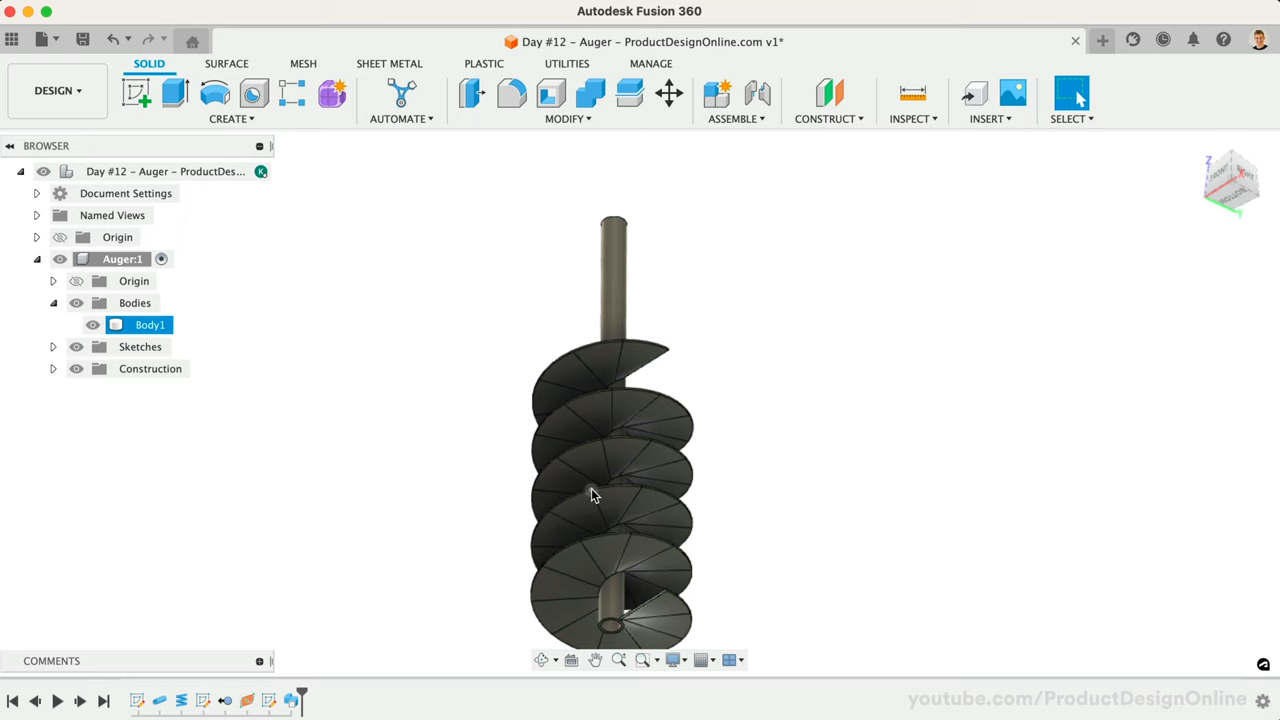 Autodesk Fusion 360
Day #12 – Auger – ProductDesignOnline.com v1*
DESIGN
SOLID
SURFACE
MESH
SHEET METAL
PLASTIC
UTILITIES
MANAGE
CREATE
AUTOMATE
MODIFY
ASSEMBLE
CONSTRUCT
INSPECT
INSERT
SELECT
BROWSER
Day #12 – Auger – ProductDes...
Document Settings
Named Views
Origin
Auger:1
Origin
Bodies
Body1
Sketches
Construction
Z
X
Y
FRONT
COMMENTS
youtube.com/ProductDesignOnline